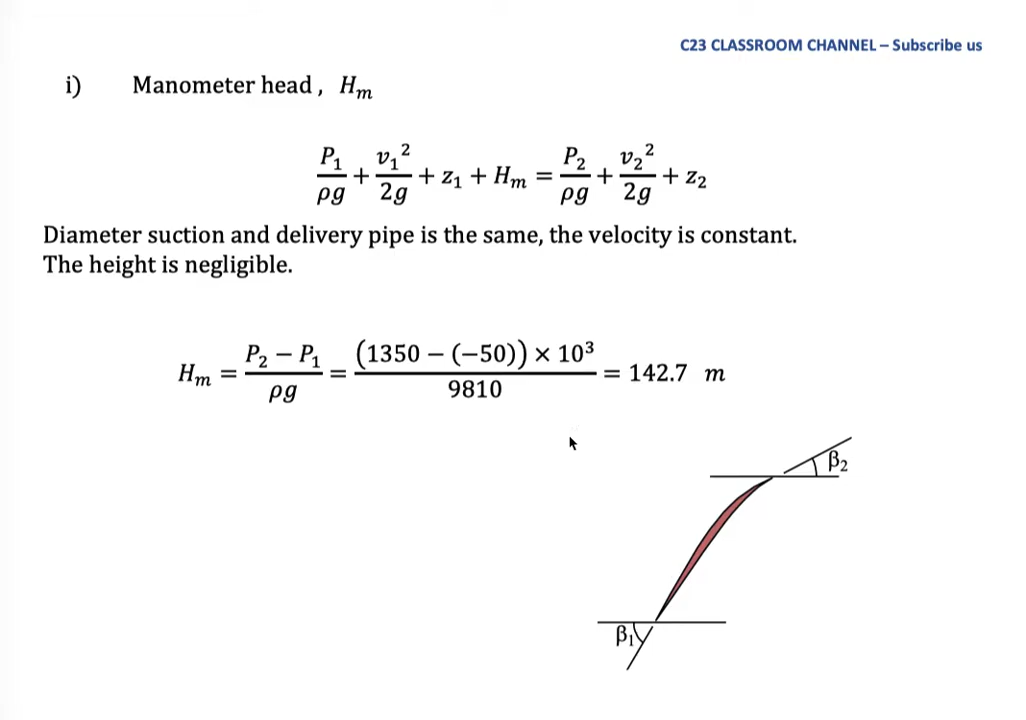 C23 CLASSROOM CHANNEL – Subscribe us
i) Manometer head , Hₘ
P₁/ρg + v₁²/2g + z₁ + Hₘ = P₂/ρg + v₂²/2g + z₂
Diameter suction and delivery pipe is the same, the velocity is constant.
The height is negligible.
Hₘ = (P₂ − P₁)/ρg = (1350 − (−50)) × 10³/9810 = 142.7 m
β₂
β₁